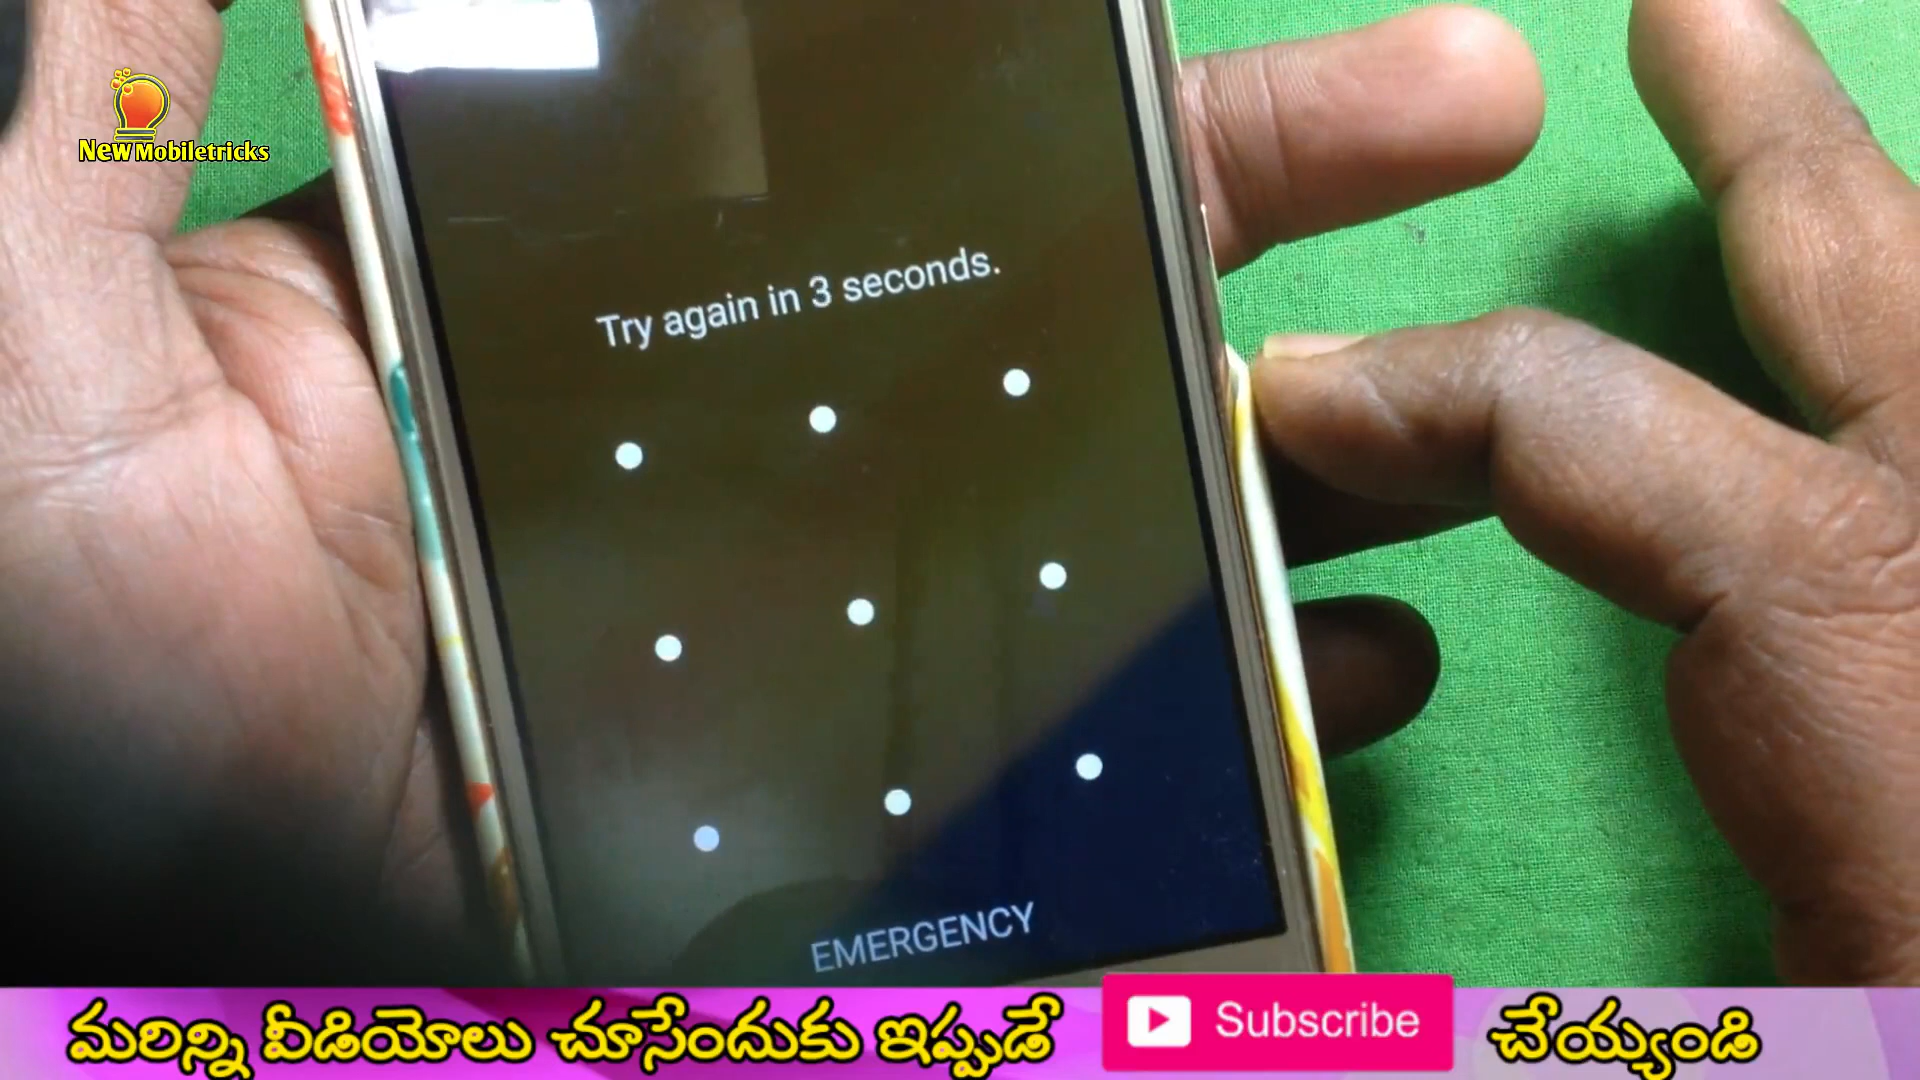 New Mobiletricks
Try again in 3 seconds.
EMERGENCY
మరిన్ని వీడియోలు చూసేందుకు ఇప్పుడే Subscribe చేయ్యండి